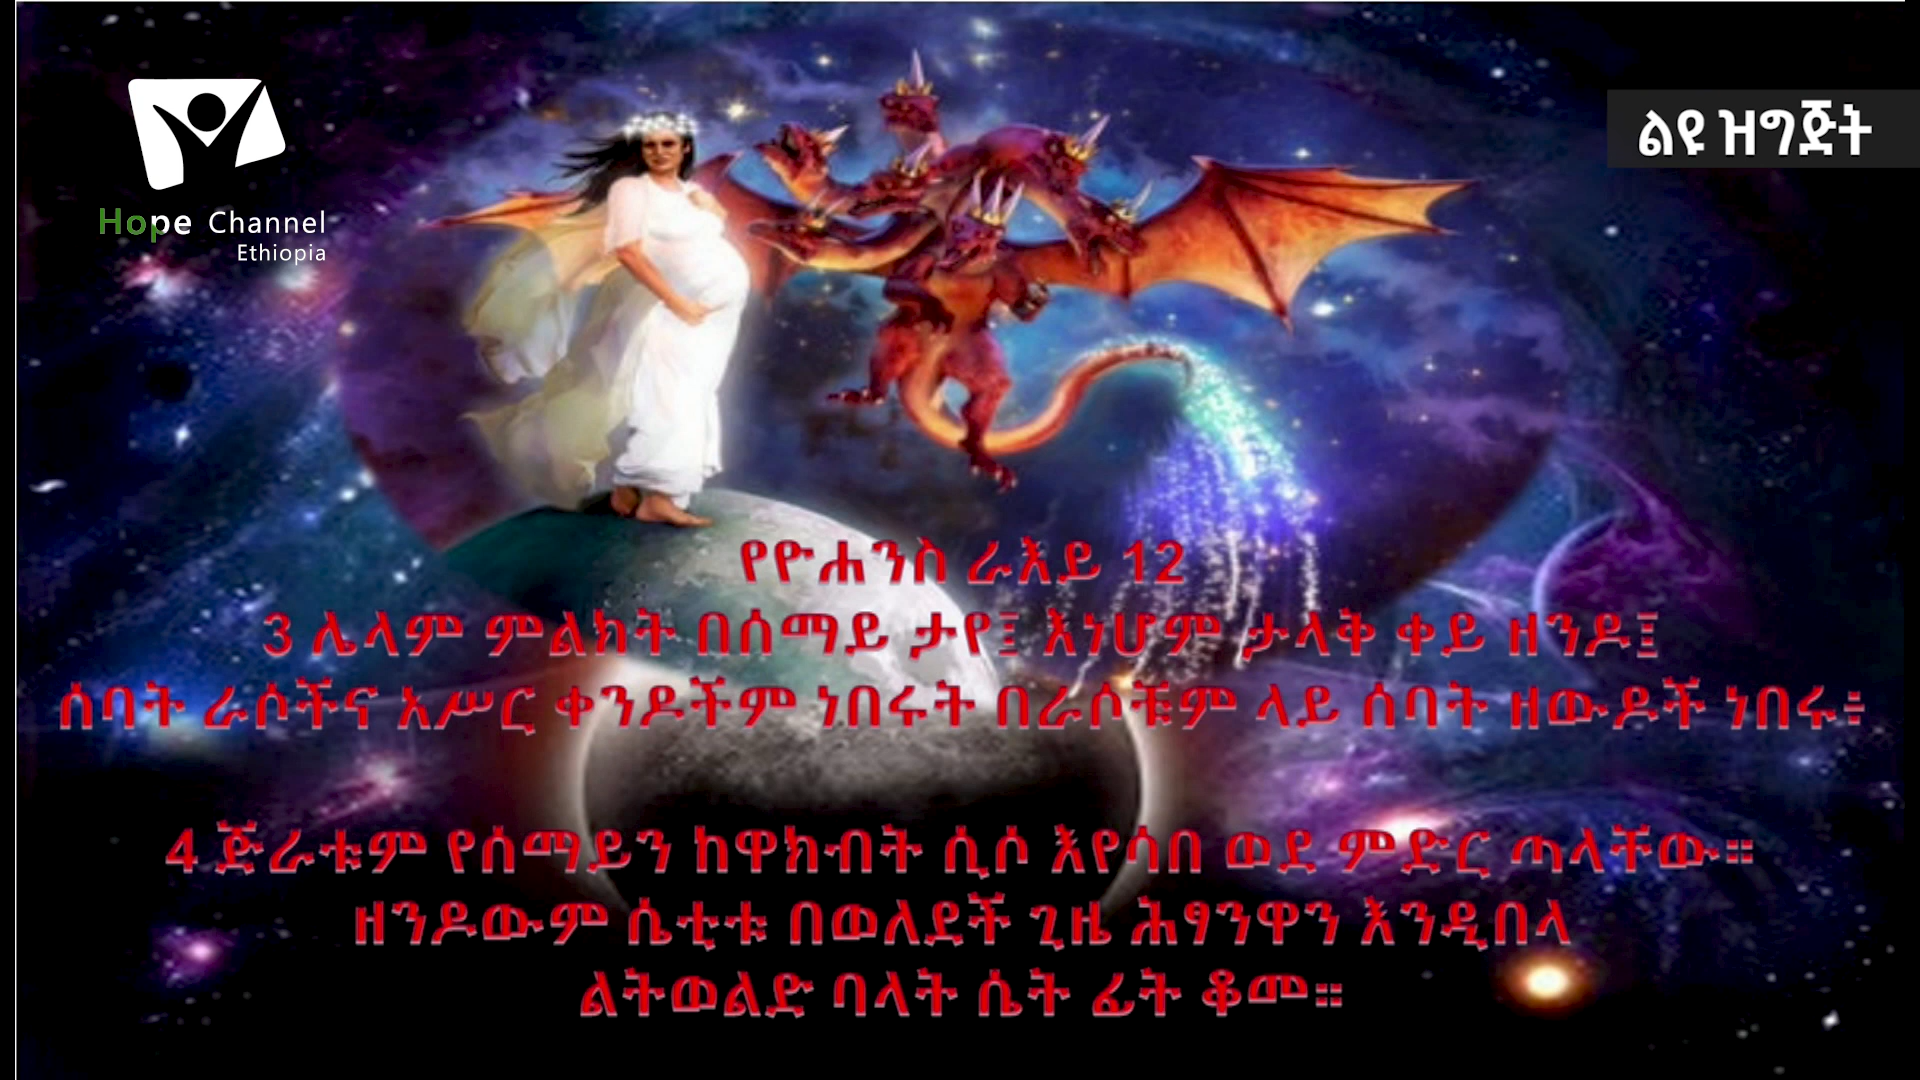 Hope Channel
Ethiopia
ልዩ ዝግጅት
የዮሐንስ ራእይ 12
3 ሌላም ምልክት በሰማይ ታየ፤ እነሆም ታላቅ ቀይ ዘንዶ፤
ሰባት ራሶችና አሥር ቀንዶችም ነበሩት በራሶቹም ላይ ሰባት ዘውዶች ነበሩ፥
4 ጅራቱም የሰማይን ከዋክብት ሲሶ እየሳበ ወደ ምድር ጣላቸው።
ዘንዶውም ሴቲቱ በወለደች ጊዜ ሕፃንዋን እንዲበላ
ልትወልድ ባላት ሴት ፊት ቆመ።